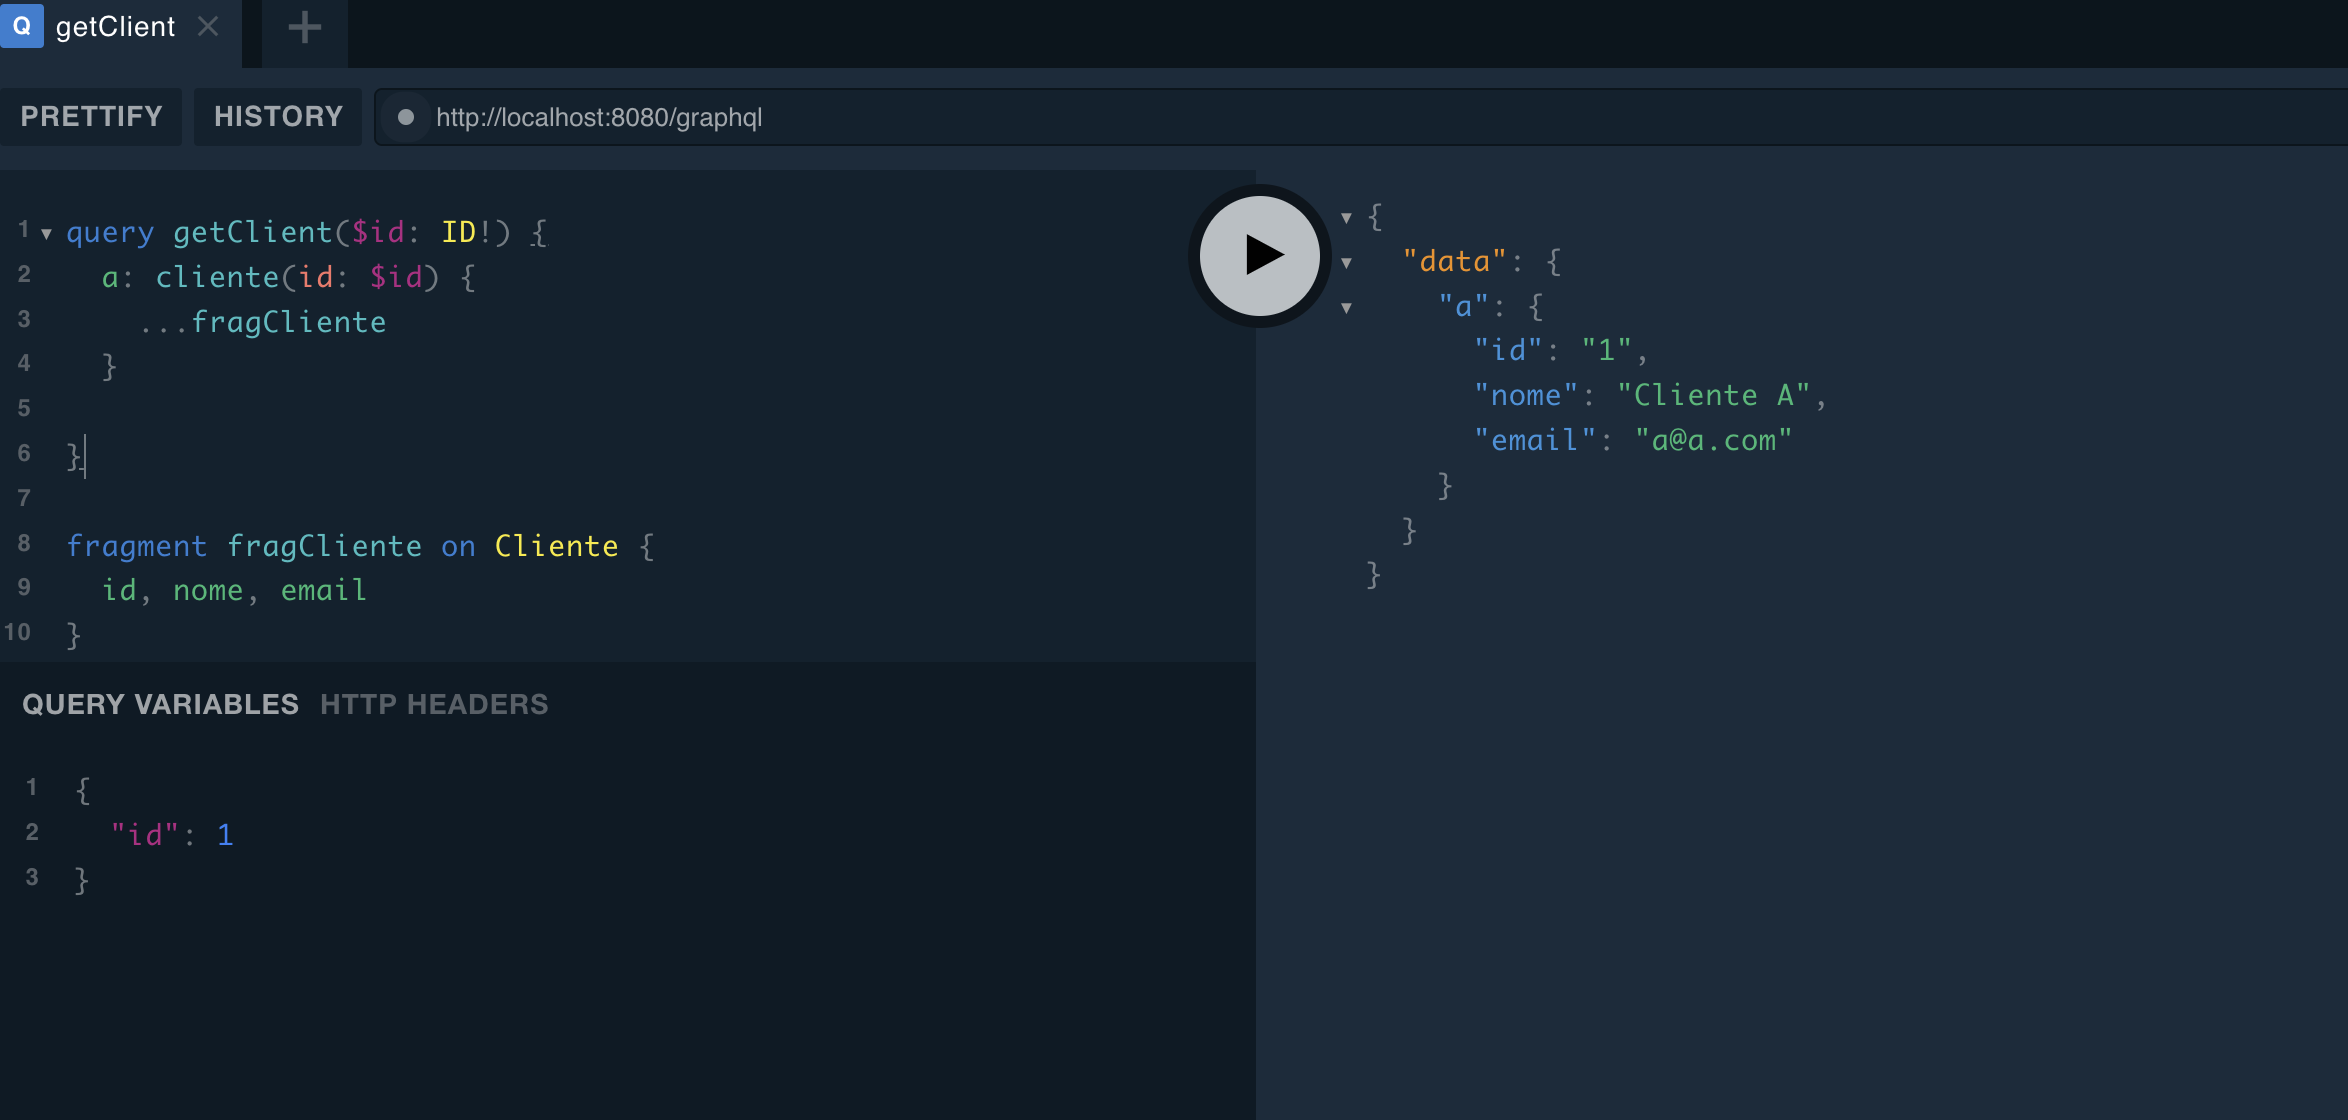 Q getClient
PRETTIFY HISTORY http://localhost:8080/graphql
1 query getClient($id: ID!) {
2 a: cliente(id: $id) {
3 ...fragCliente
4 }
5
6 }
7
8 fragment fragCliente on Cliente {
9 id, nome, email
10 }
QUERY VARIABLES HTTP HEADERS
1 {
2 "id": 1
3 }
{
"data": {
"a": {
"id": "1",
"nome": "Cliente A",
"email": "a@a.com"
}
}
}